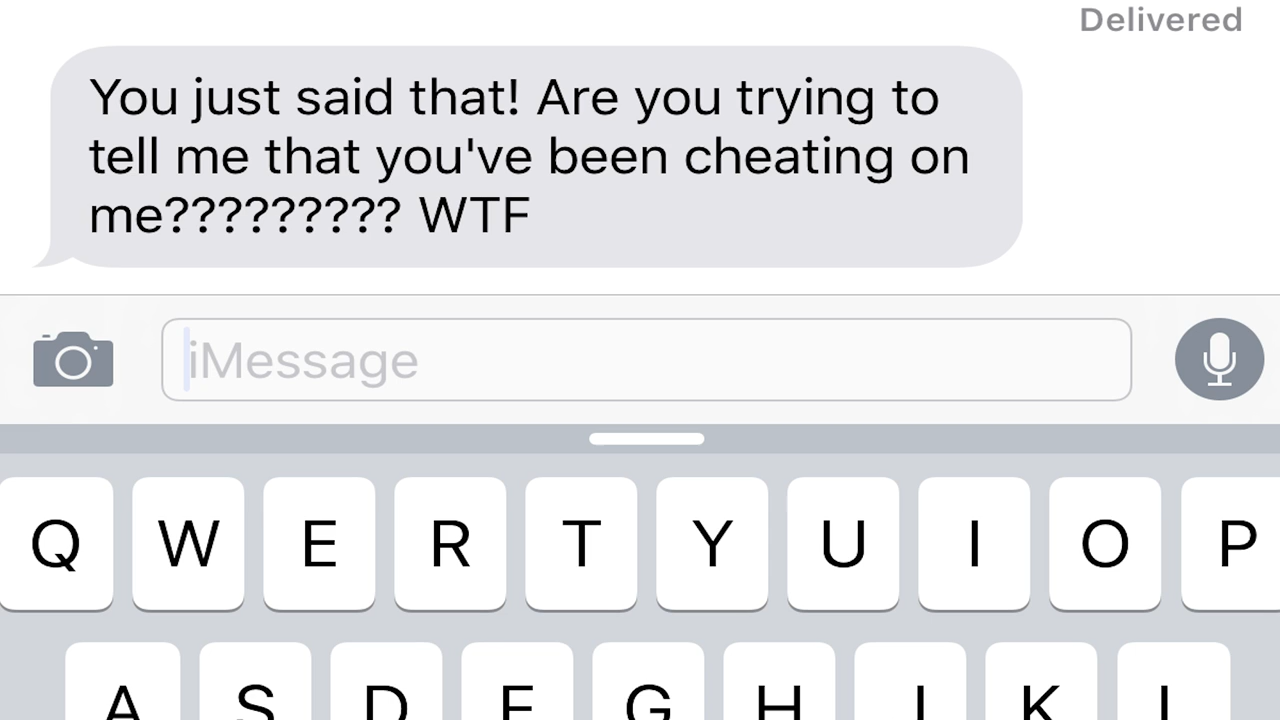 Delivered
You just said that! Are you trying to
tell me that you've been cheating on
me????????? WTF
iMessage
Q W E R T Y U I O P
A S D F G H J K L